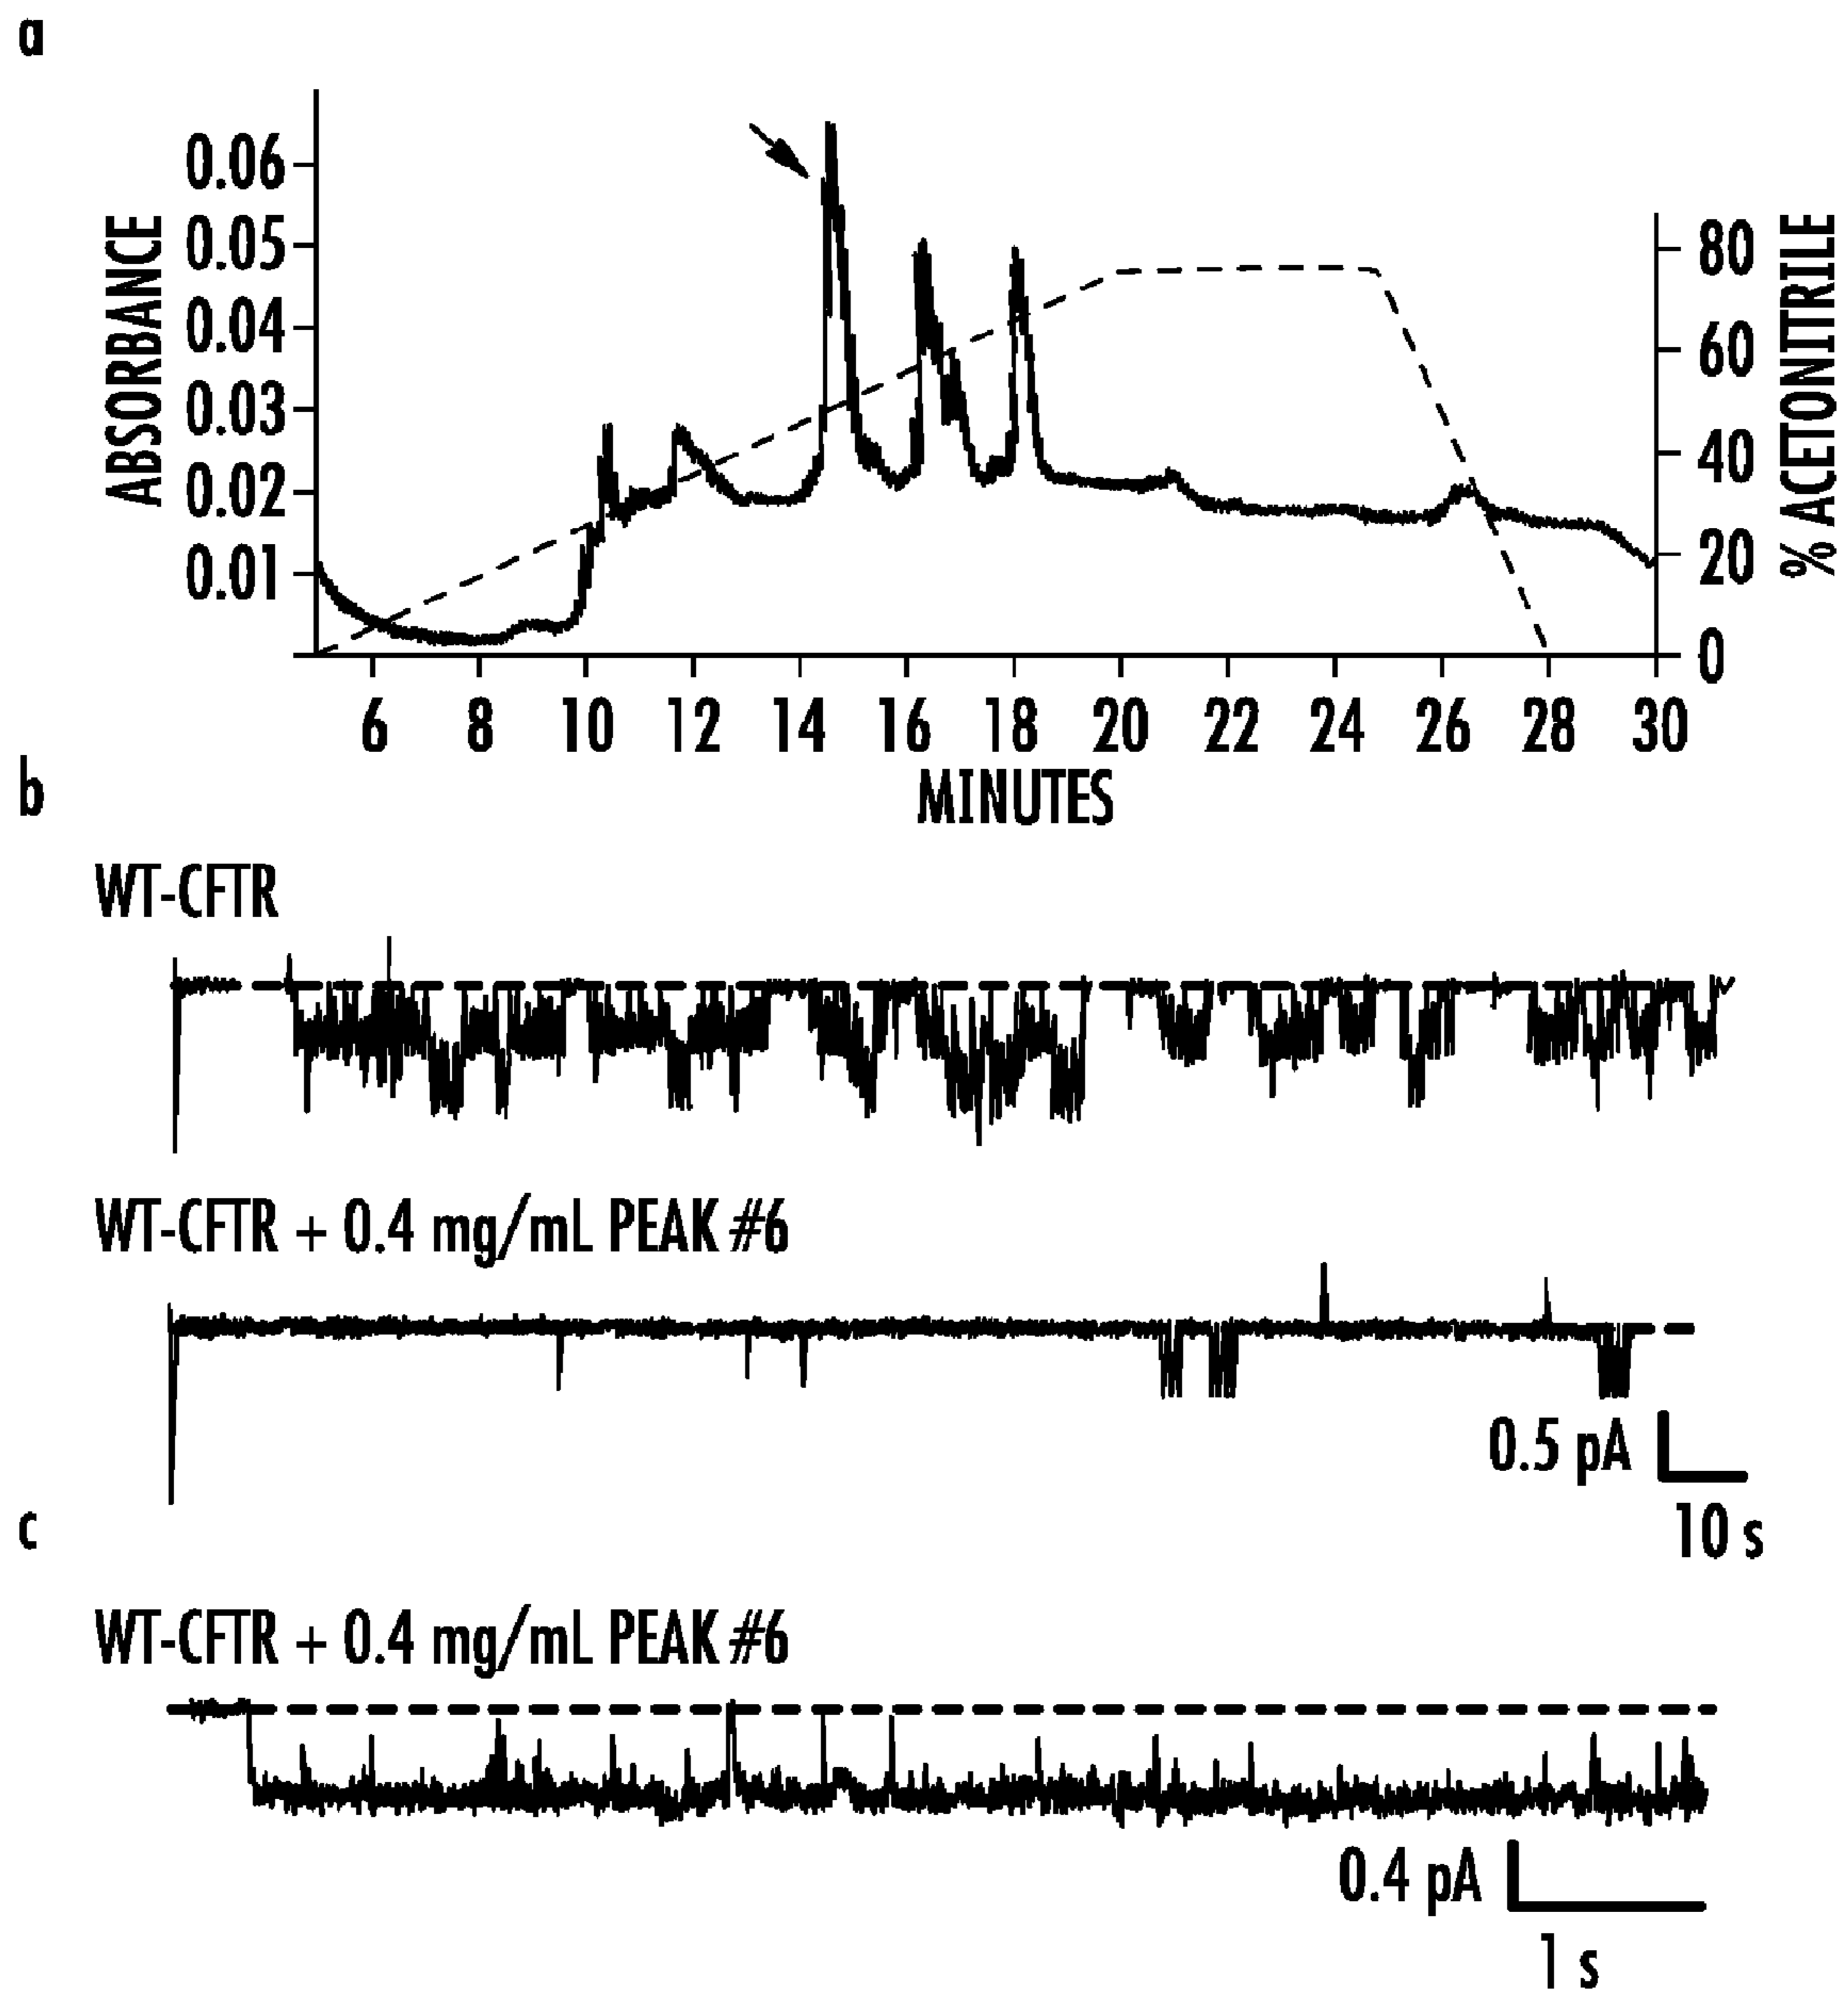 a
ABSORBANCE
0.06
0.05
0.04
0.03
0.02
0.01
80
60
40
20
0
% ACETONITRILE
6 8 10 12 14 16 18 20 22 24 26 28 30
MINUTES
b
WT-CFTR
WT-CFTR + 0.4 mg/mL PEAK #6
0.5 pA
10 s
c
WT-CFTR + 0.4 mg/mL PEAK #6
0.4 pA
1 s